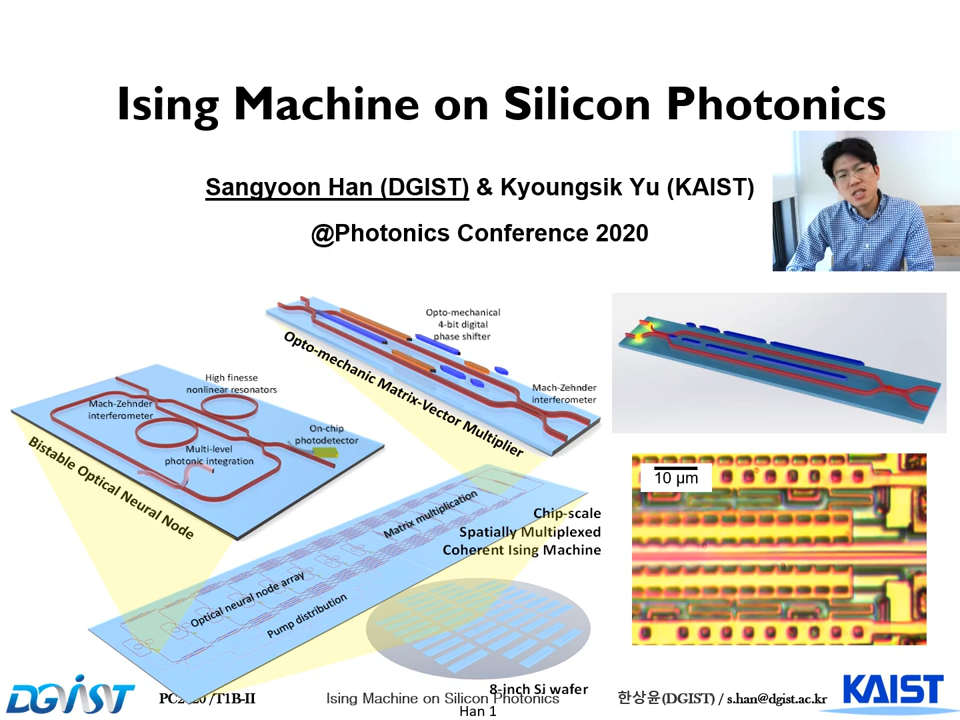 Ising Machine on Silicon Photonics
Sangyoon Han (DGIST) & Kyoungsik Yu (KAIST)
@Photonics Conference 2020
Opto-mechanical
4-bit digital
phase shifter
Opto-mechanic Matrix-Vector Multiplier
Mach-Zehnder
interferometer
High finesse
nonlinear resonators
Mach-Zehnder
interferometer
On-chip
photodetector
Multi-level
photonic integration
Bistable Optical Neural Node
10 μm
Matrix multiplication
Chip-scale
Spatially Multiplexed
Coherent Ising Machine
Optical neural node array
Pump distribution
8-inch Si wafer
DGIST
PC2020/T1B-II
Ising Machine on Silicon Photonics
한상윤(DGIST) / s.han@dgist.ac.kr
KAIST
Han 1